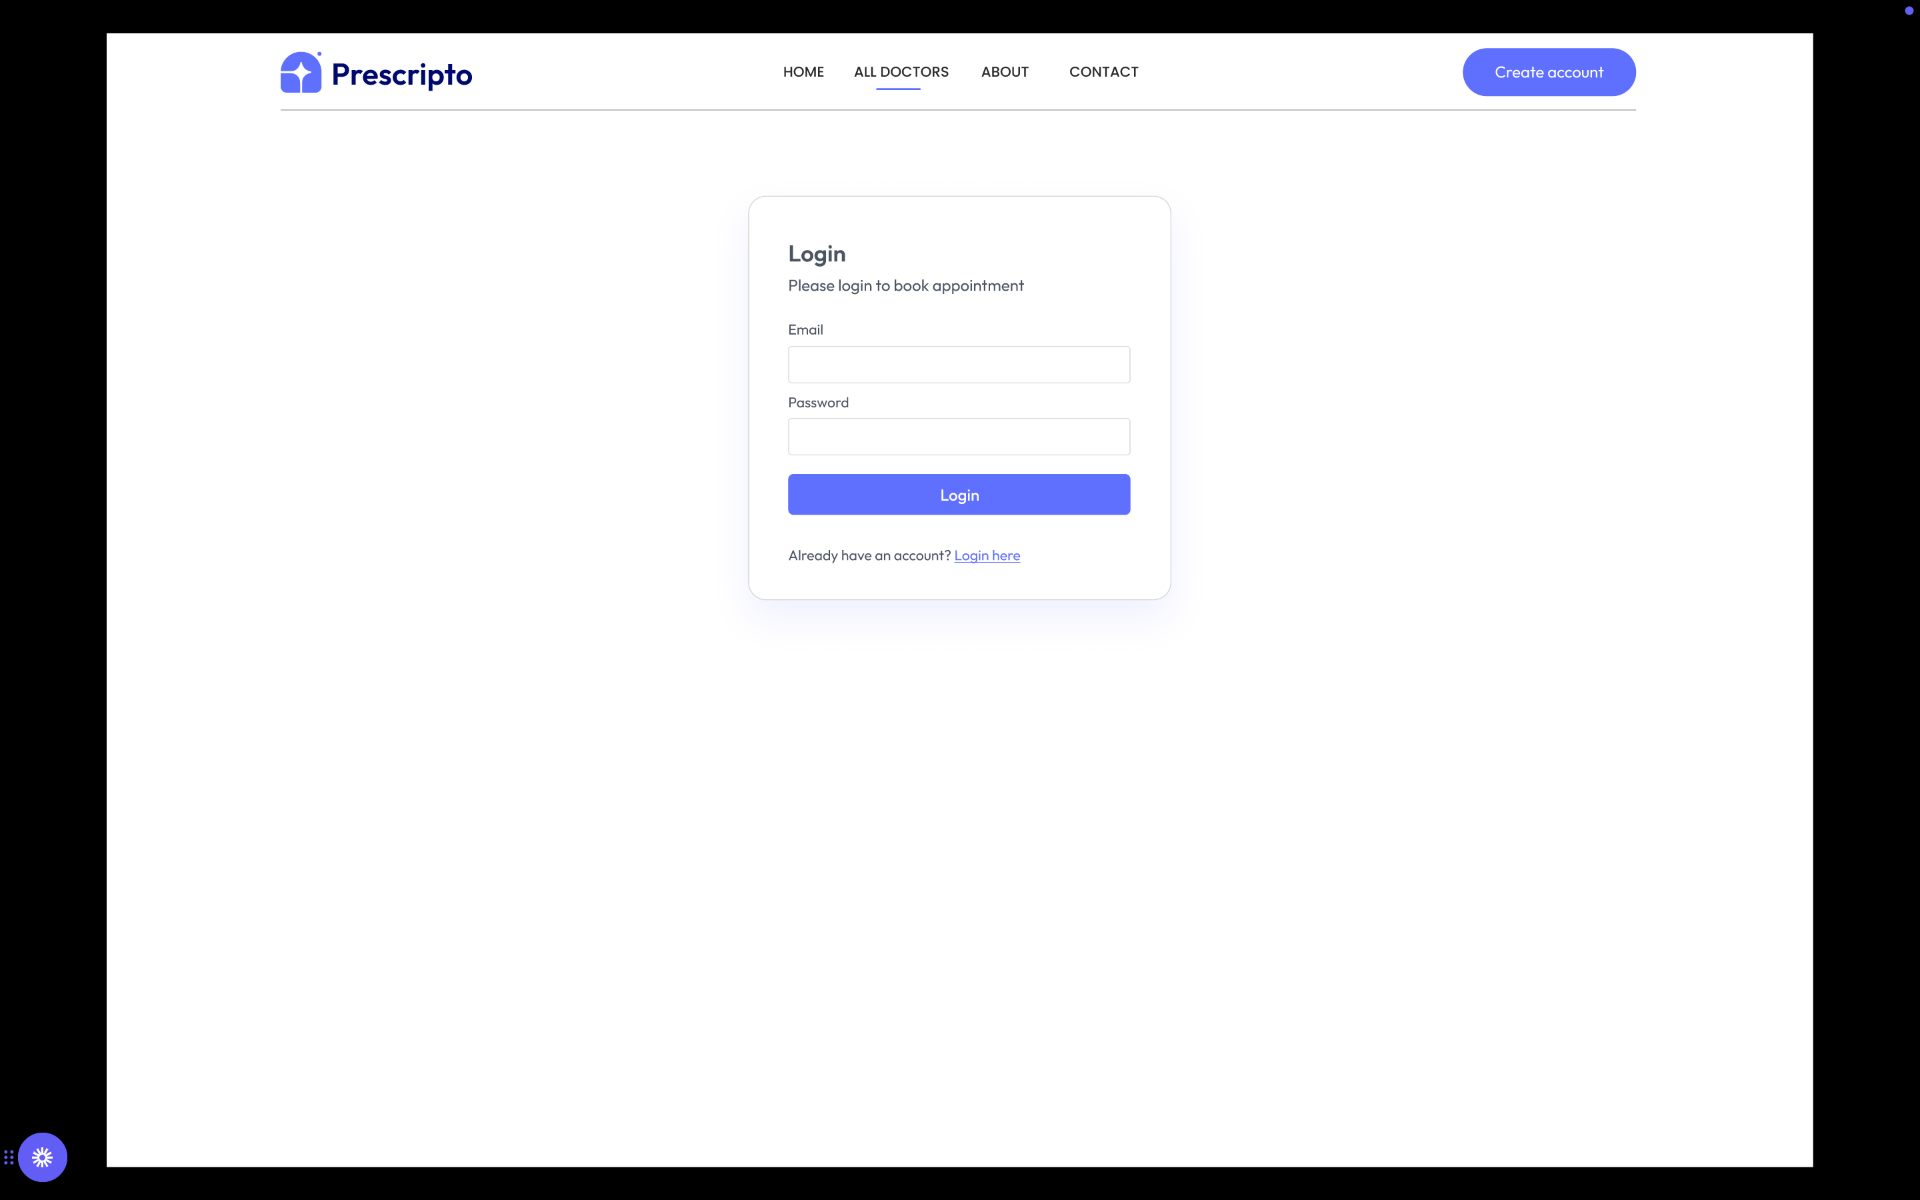 Prescripto
HOME ALL DOCTORS ABOUT CONTACT
Create account
Login
Please login to book appointment
Email
Password
Login
Already have an account? Login here